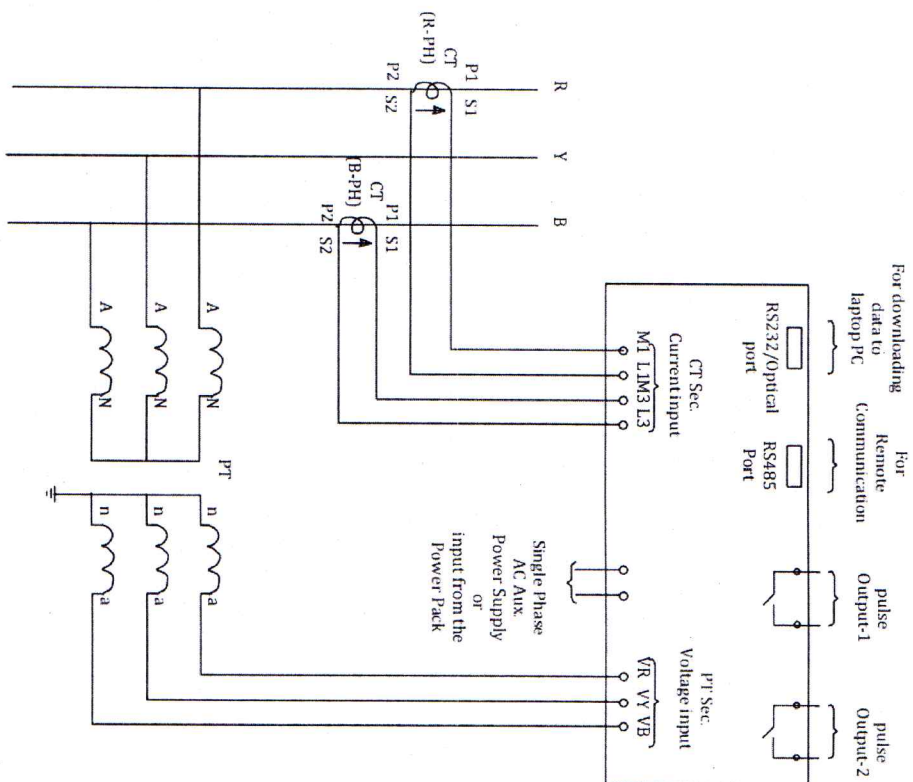 For downloading
data to
laptop PC
For
Remote
Communication
pulse
Output-1
pulse
Output-2
RS232/Optical
port
RS485
Port
CT Sec.
Current input
M1 L1 M3 L3
PT Sec.
Voltage input
VR VY VB
Single Phase
AC Aux.
Power Supply
or
input from the
Power Pack
R
Y
B
P1 S1
CT
(R-PH)
P2 S2
P1 S1
CT
(B-PH)
P2 S2
A N
A N
A N
PT
n a
n a
n a